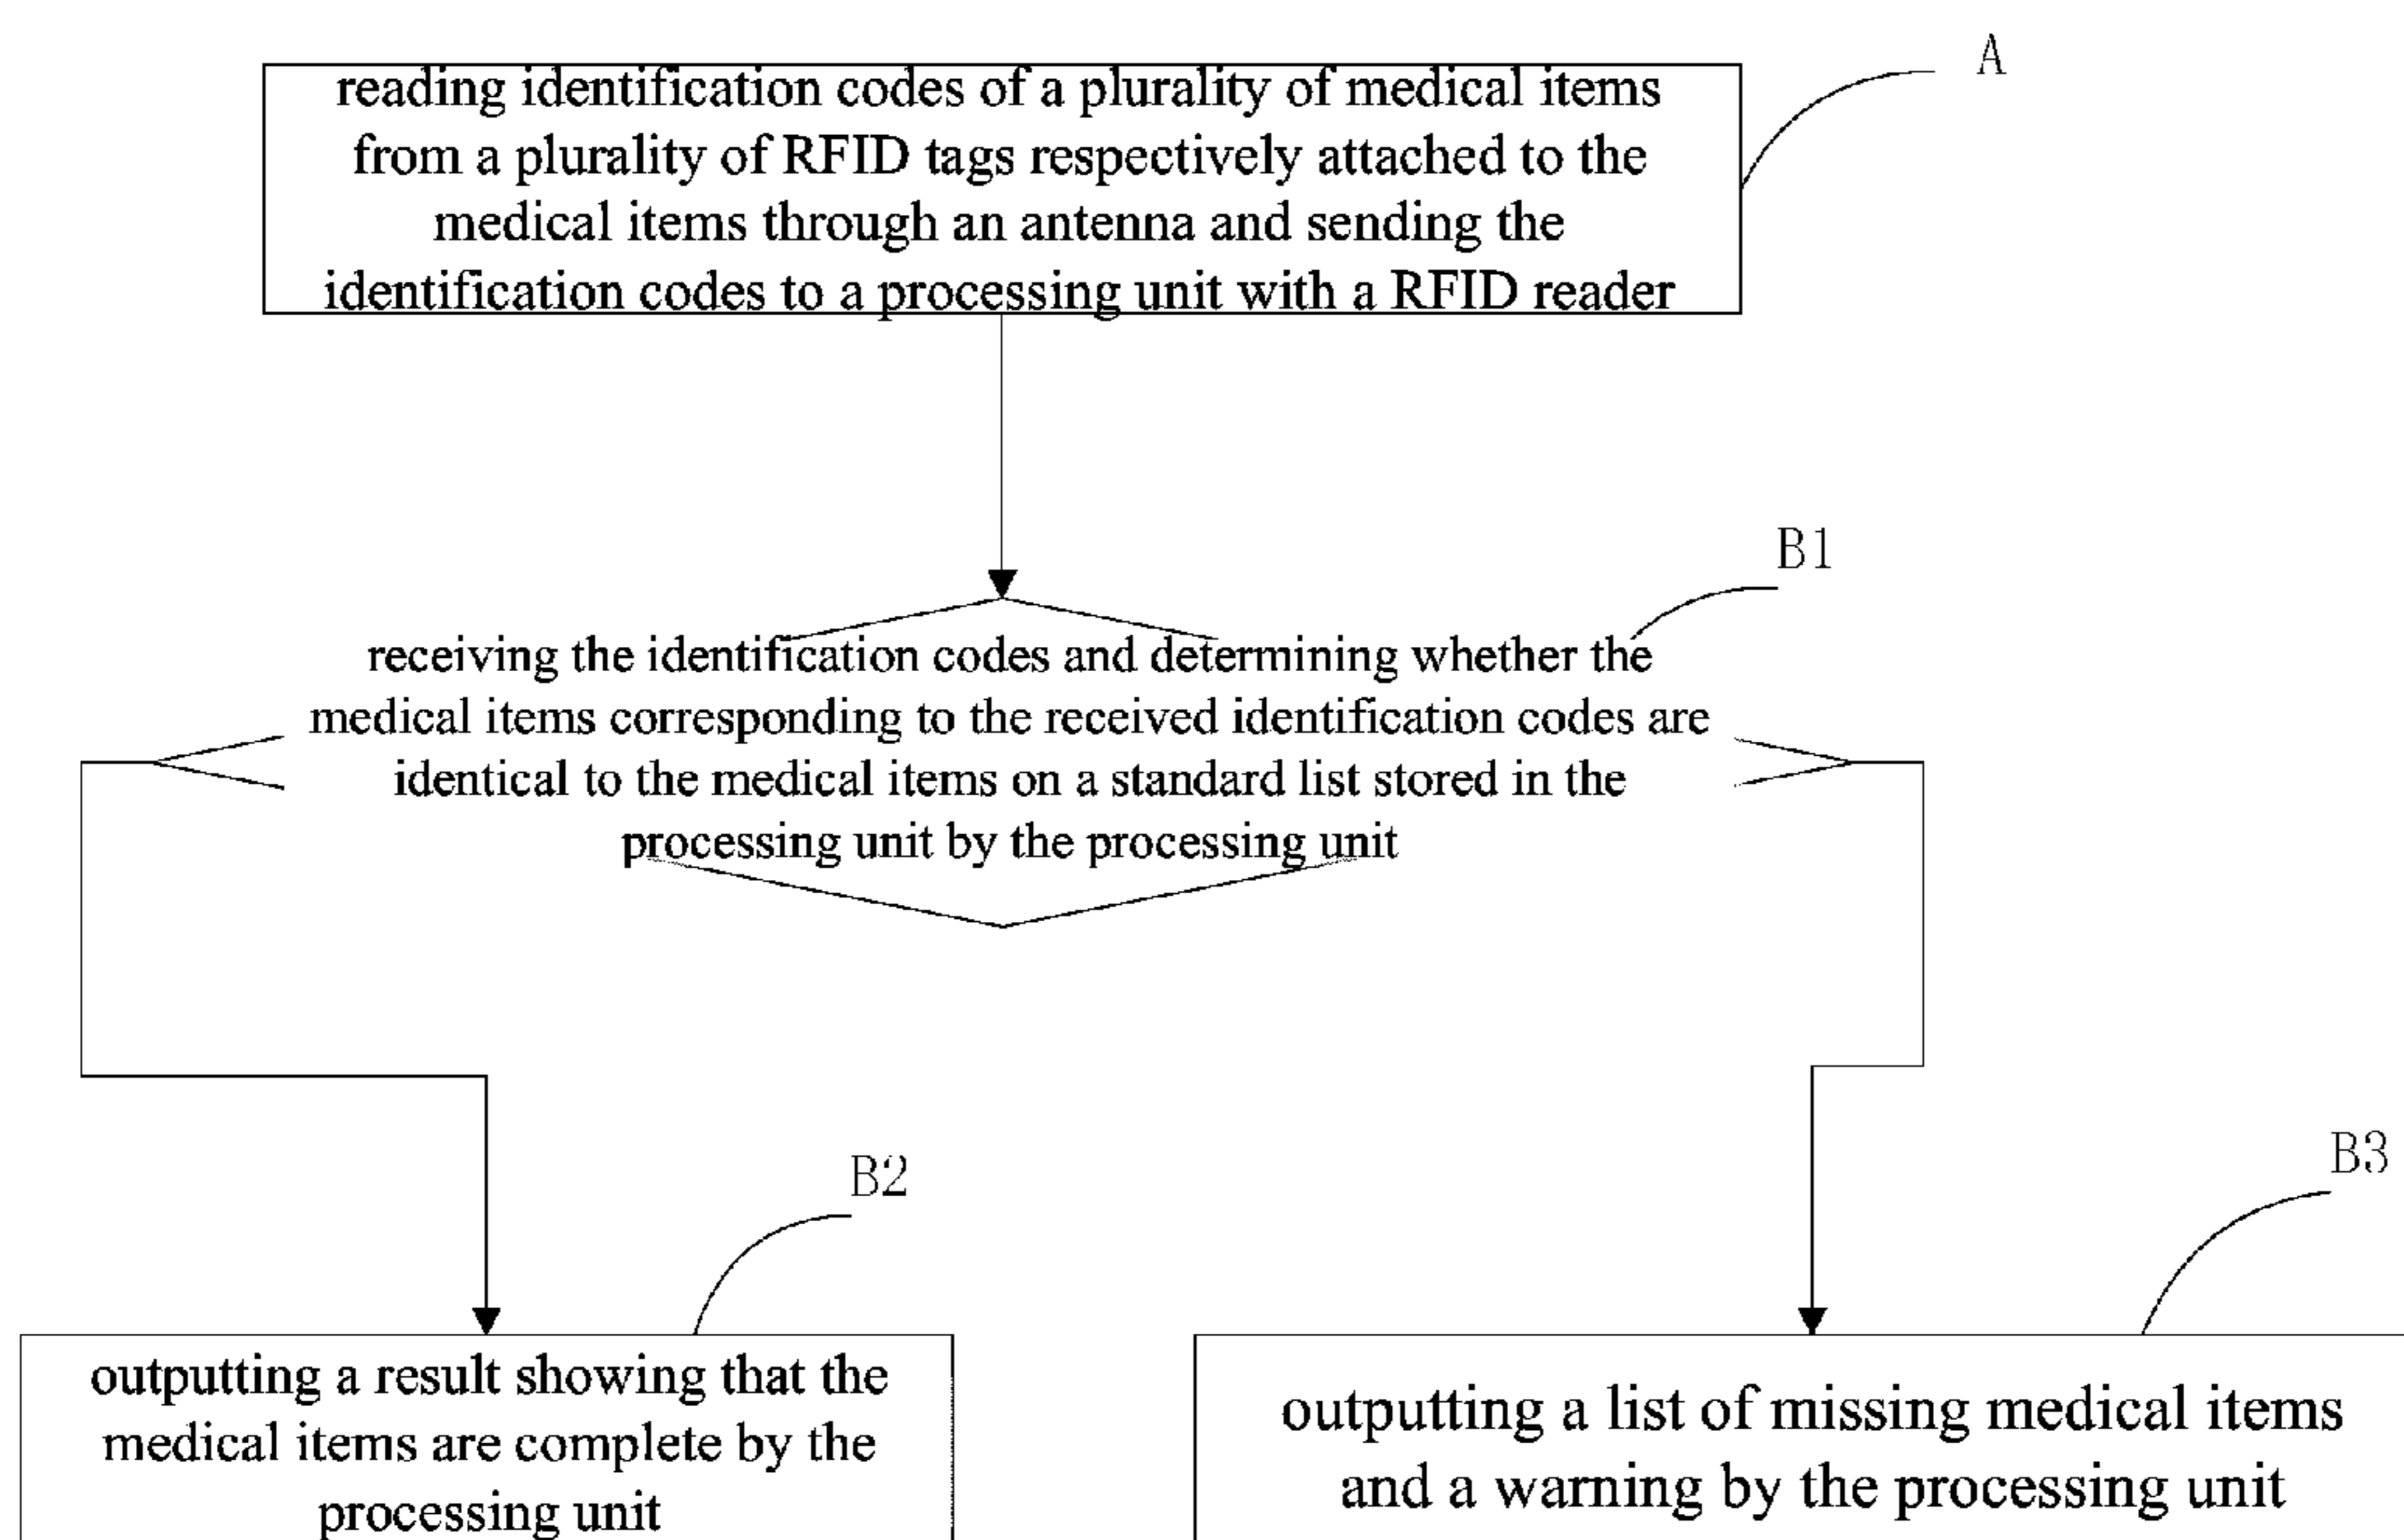 A
reading identification codes of a plurality of medical items
from a plurality of RFID tags respectively attached to the
medical items through an antenna and sending the
identification codes to a processing unit with a RFID reader
B1
receiving the identification codes and determining whether the
medical items corresponding to the received identification codes are
identical to the medical items on a standard list stored in the
processing unit by the processing unit
B2
outputting a result showing that the
medical items are complete by the
processing unit
B3
outputting a list of missing medical items
and a warning by the processing unit